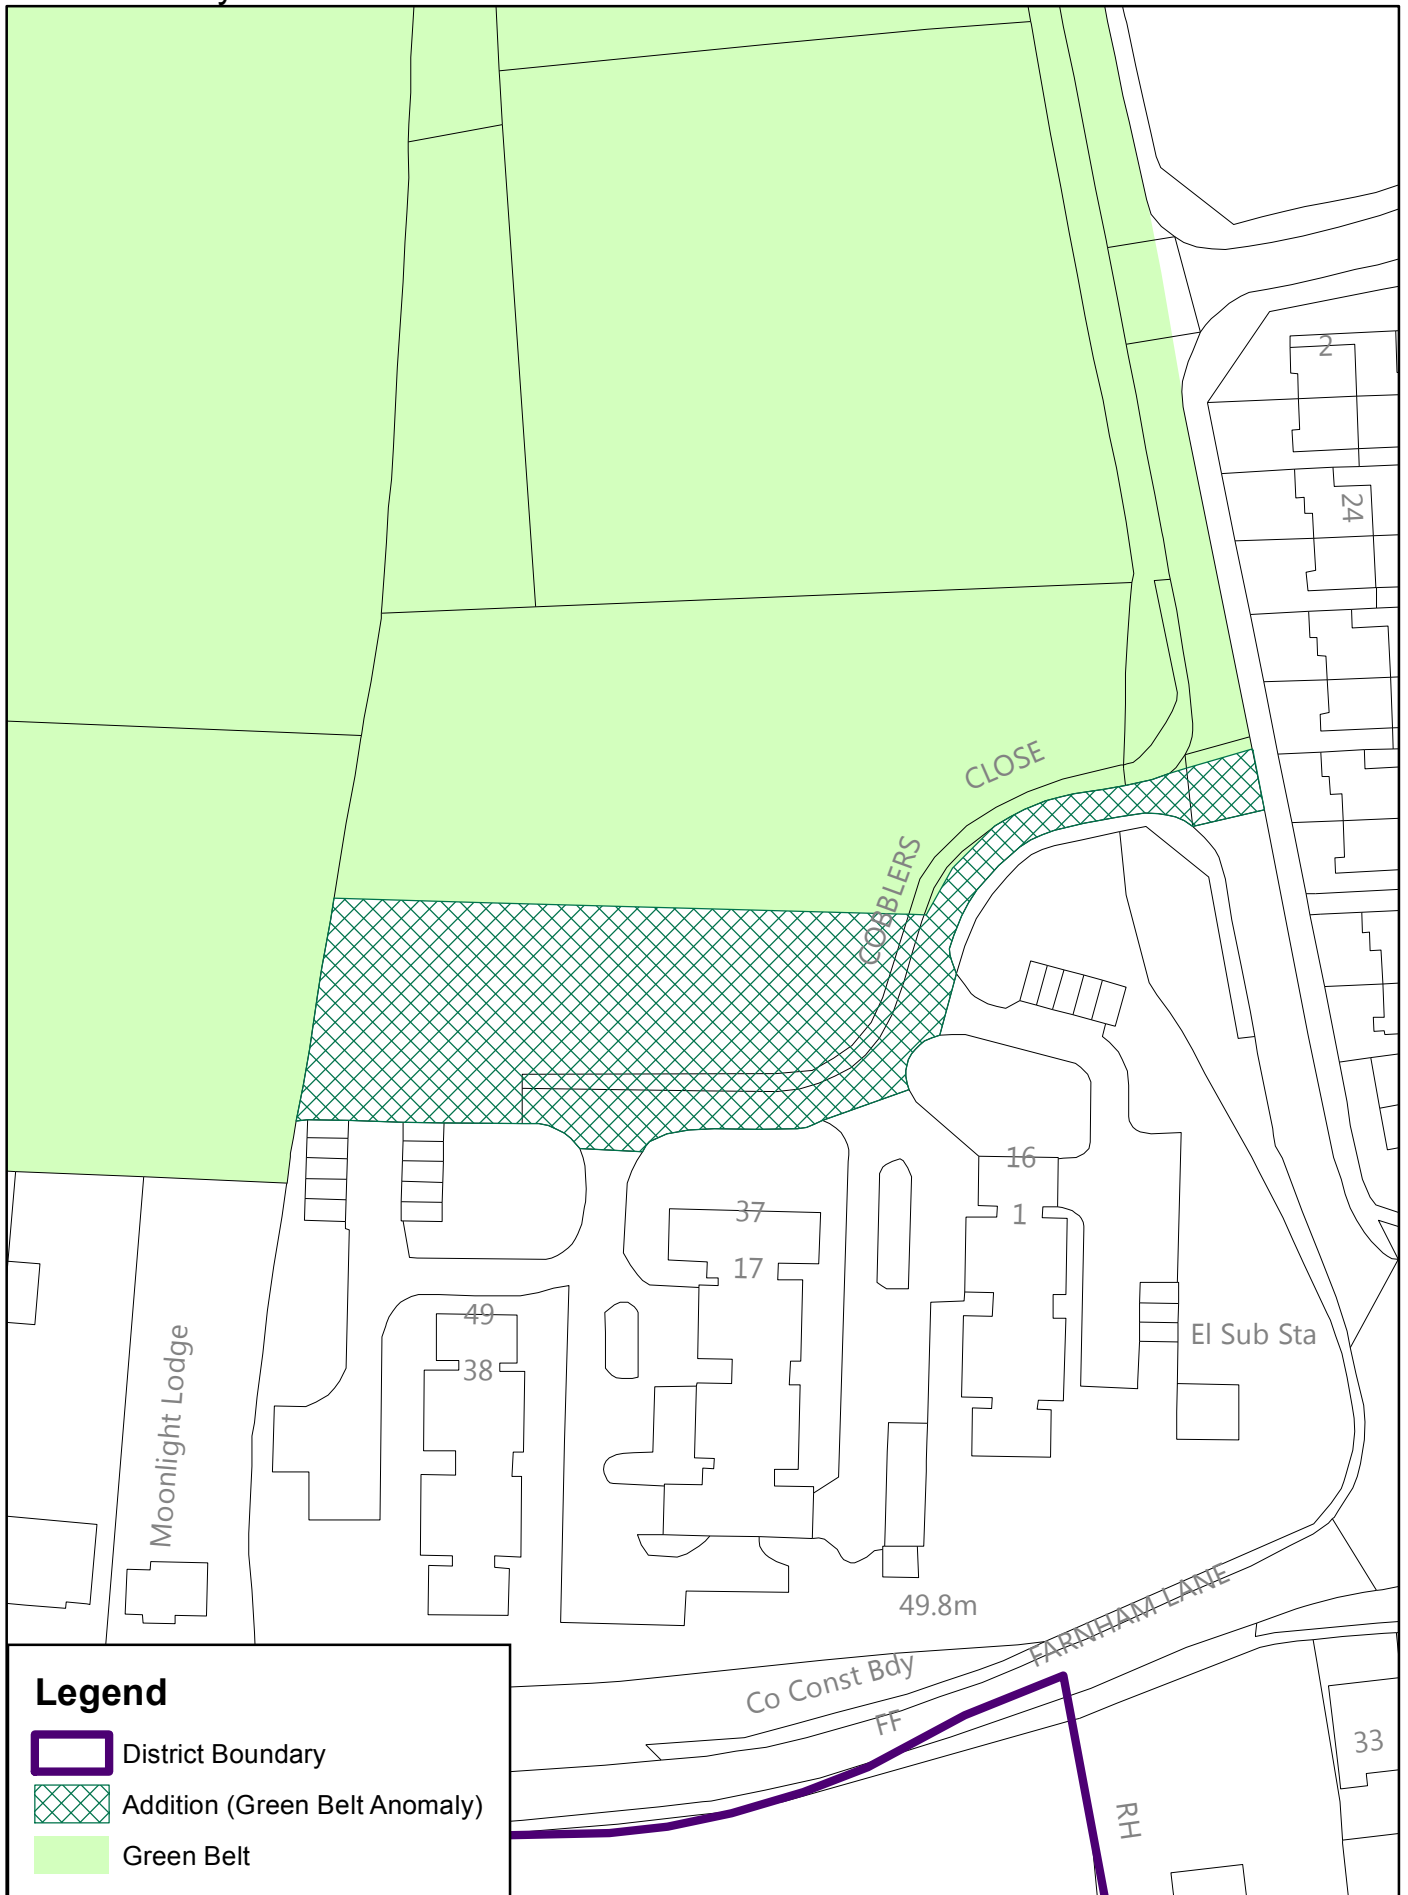 2
24
CLOSE
COBBLERS
16
1
37
17
49
38
El Sub Sta
Moonlight Lodge
49.8m
FARNHAM LANE
Co Const Bdy
FF
33
RH
Legend
District Boundary
Addition (Green Belt Anomaly)
Green Belt